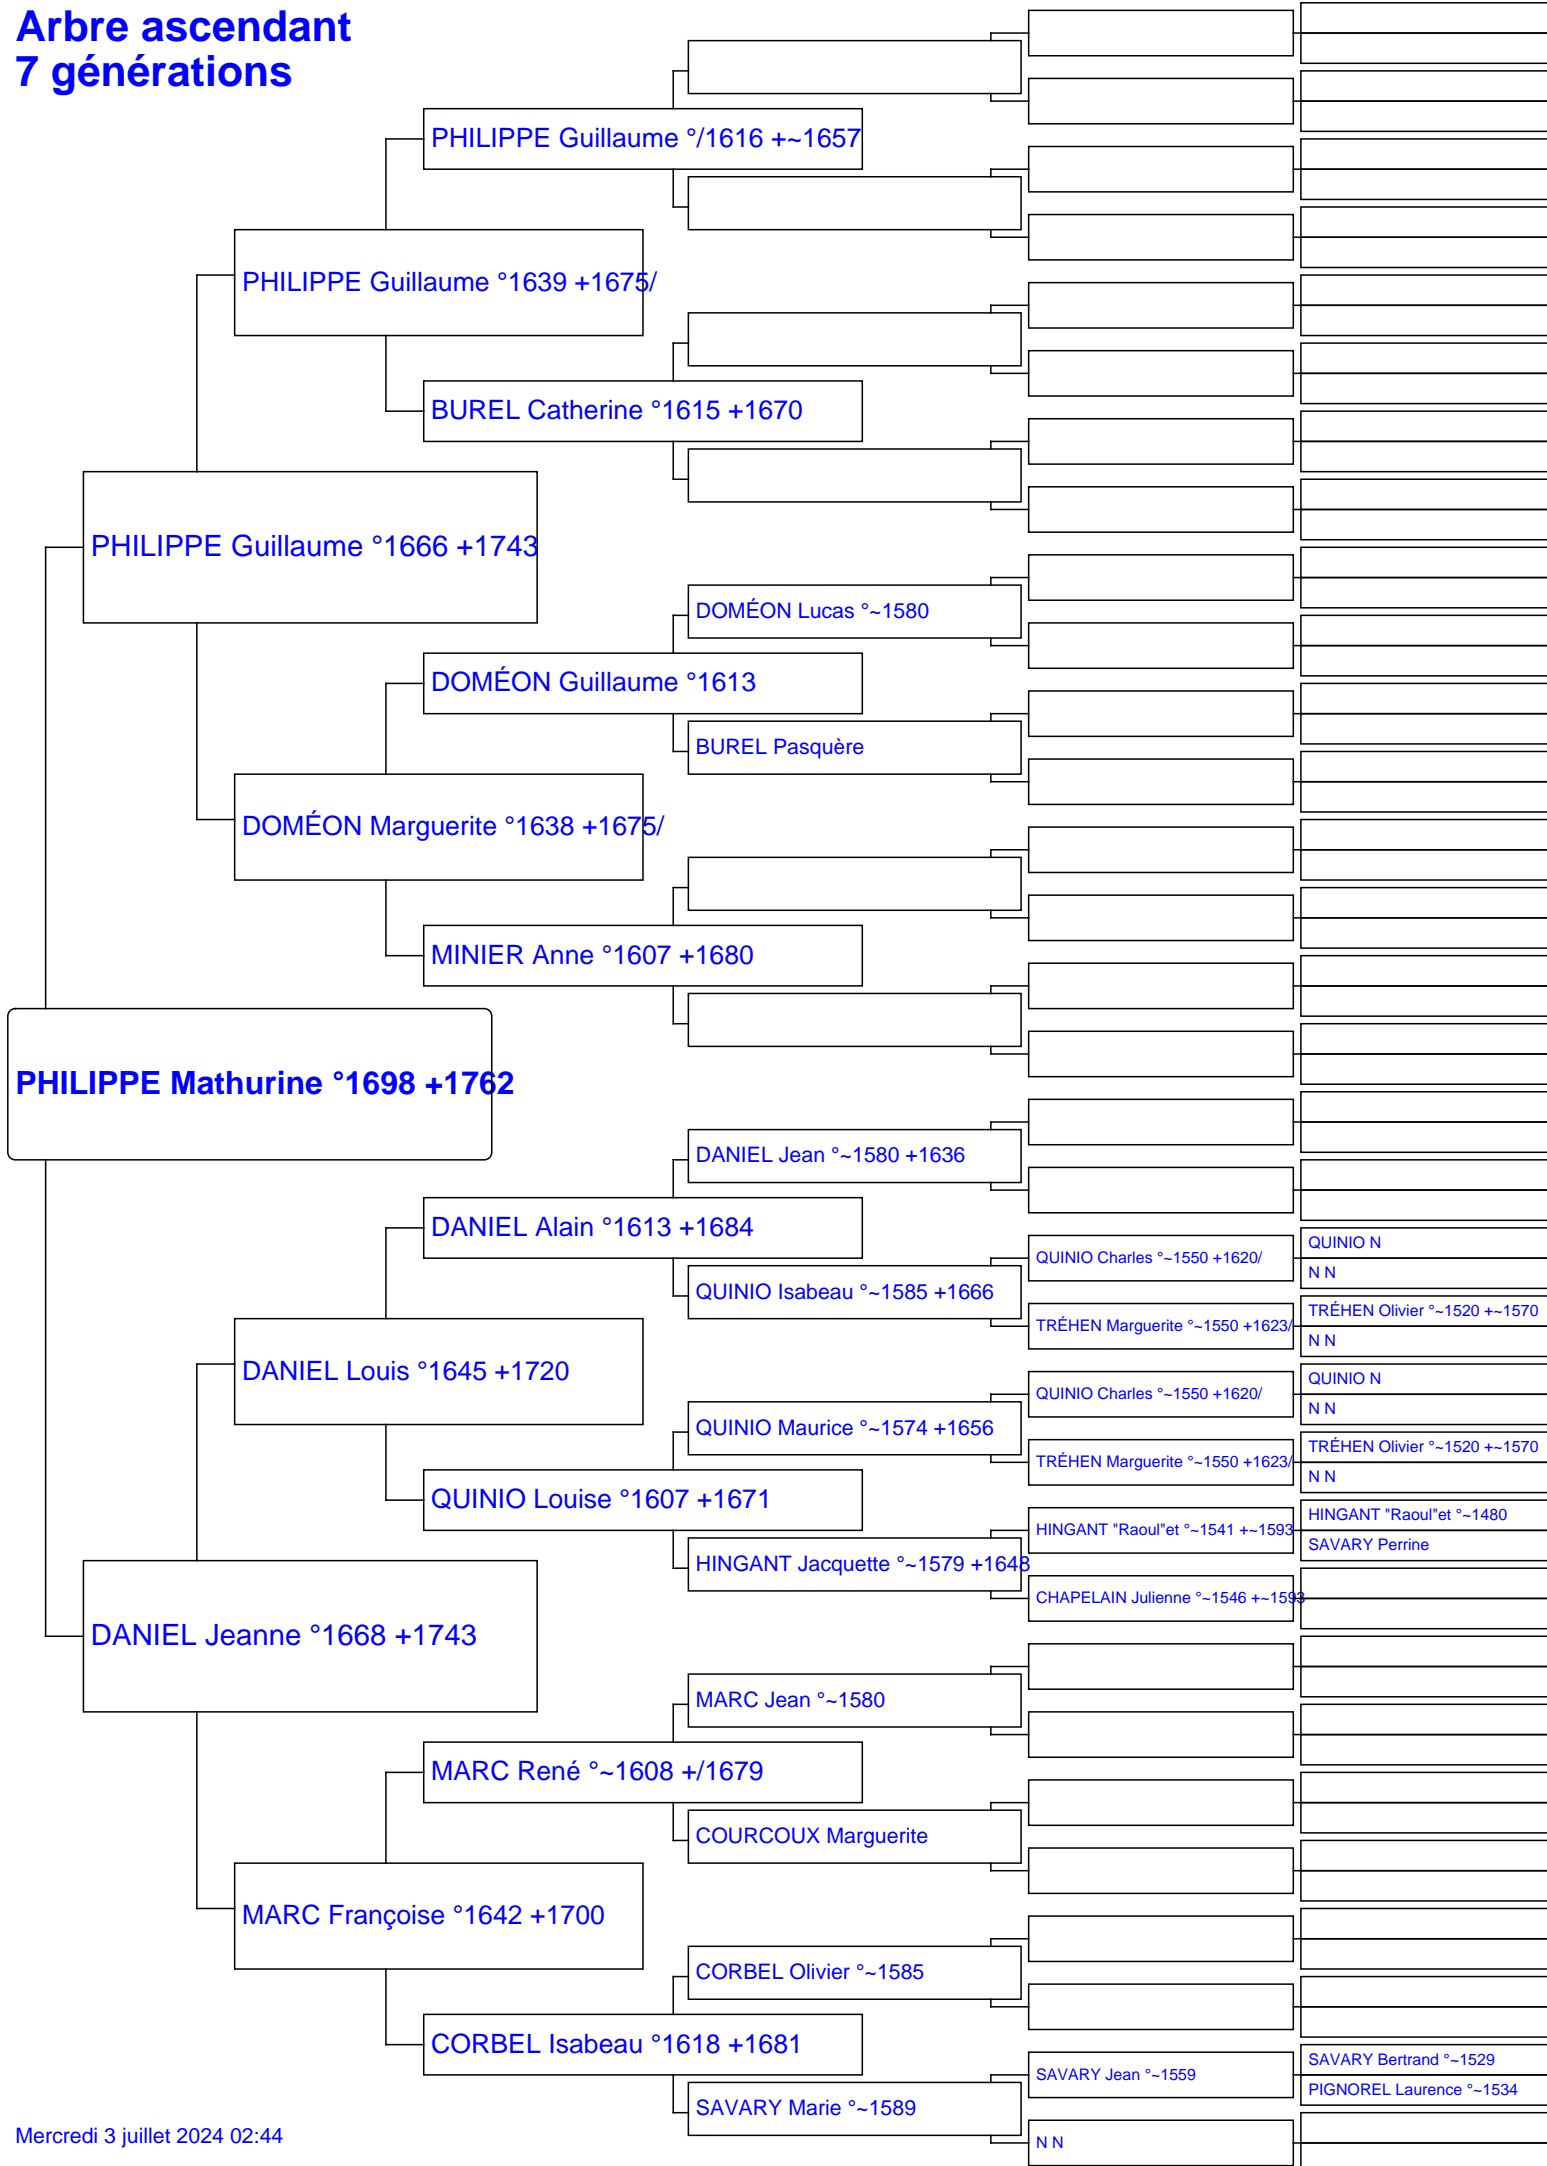 Arbre ascendant
7 générations
PHILIPPE Guillaume °/1616 +~1657
PHILIPPE Guillaume °1639 +1675/
BUREL Catherine °1615 +1670
PHILIPPE Guillaume °1666 +1743
DOMÉON Lucas °~1580
DOMÉON Guillaume °1613
BUREL Pasquère
DOMÉON Marguerite °1638 +1675/
MINIER Anne °1607 +1680
PHILIPPE Mathurine °1698 +1762
DANIEL Jean °~1580 +1636
DANIEL Alain °1613 +1684
QUINIO N
QUINIO Charles °~1550 +1620/
N N
QUINIO Isabeau °~1585 +1666
TRÉHEN Olivier °~1520 +~1570
TRÉHEN Marguerite °~1550 +1623/
N N
DANIEL Louis °1645 +1720
QUINIO N
QUINIO Charles °~1550 +1620/
N N
QUINIO Maurice °~1574 +1656
TRÉHEN Olivier °~1520 +~1570
TRÉHEN Marguerite °~1550 +1623/
N N
QUINIO Louise °1607 +1671
HINGANT "Raoul"et °~1480
HINGANT "Raoul"et °~1541 +~1593
SAVARY Perrine
HINGANT Jacquette °~1579 +1648
CHAPELAIN Julienne °~1546 +~1593
DANIEL Jeanne °1668 +1743
MARC Jean °~1580
MARC René °~1608 +/1679
COURCOUX Marguerite
MARC Françoise °1642 +1700
CORBEL Olivier °~1585
CORBEL Isabeau °1618 +1681
SAVARY Bertrand °~1529
SAVARY Jean °~1559
PIGNOREL Laurence °~1534
SAVARY Marie °~1589
N N
Mercredi 3 juillet 2024 02:44